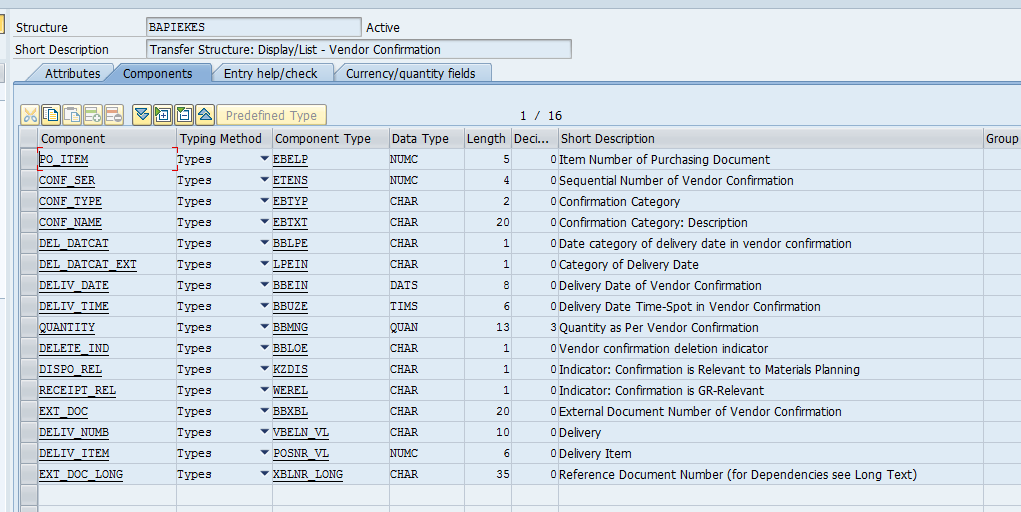 Structure BAPIEKES Active
Short Description Transfer Structure: Display/List - Vendor Confirmation
Attributes Components Entry help/check Currency/quantity fields
Predefined Type 1 / 16
Component Typing Method Component Type Data Type Length Deci... Short Description Group
PO_ITEM Types EBELP NUMC 5 0 Item Number of Purchasing Document
CONF_SER Types ETENS NUMC 4 0 Sequential Number of Vendor Confirmation
CONF_TYPE Types EBTYP CHAR 2 0 Confirmation Category
CONF_NAME Types EBTXT CHAR 20 0 Confirmation Category: Description
DEL_DATCAT Types BBLPE CHAR 1 0 Date category of delivery date in vendor confirmation
DEL_DATCAT_EXT Types LPEIN CHAR 1 0 Category of Delivery Date
DELIV_DATE Types BBEIN DATS 8 0 Delivery Date of Vendor Confirmation
DELIV_TIME Types BBUZE TIMS 6 0 Delivery Date Time-Spot in Vendor Confirmation
QUANTITY Types BBMNG QUAN 13 3 Quantity as Per Vendor Confirmation
DELETE_IND Types BBLOE CHAR 1 0 Vendor confirmation deletion indicator
DISPO_REL Types KZDIS CHAR 1 0 Indicator: Confirmation is Relevant to Materials Planning
RECEIPT_REL Types WEREL CHAR 1 0 Indicator: Confirmation is GR-Relevant
EXT_DOC Types BBXBL CHAR 20 0 External Document Number of Vendor Confirmation
DELIV_NUMB Types VBELN_VL CHAR 10 0 Delivery
DELIV_ITEM Types POSNR_VL NUMC 6 0 Delivery Item
EXT_DOC_LONG Types XBLNR_LONG CHAR 35 0 Reference Document Number (for Dependencies see Long Text)